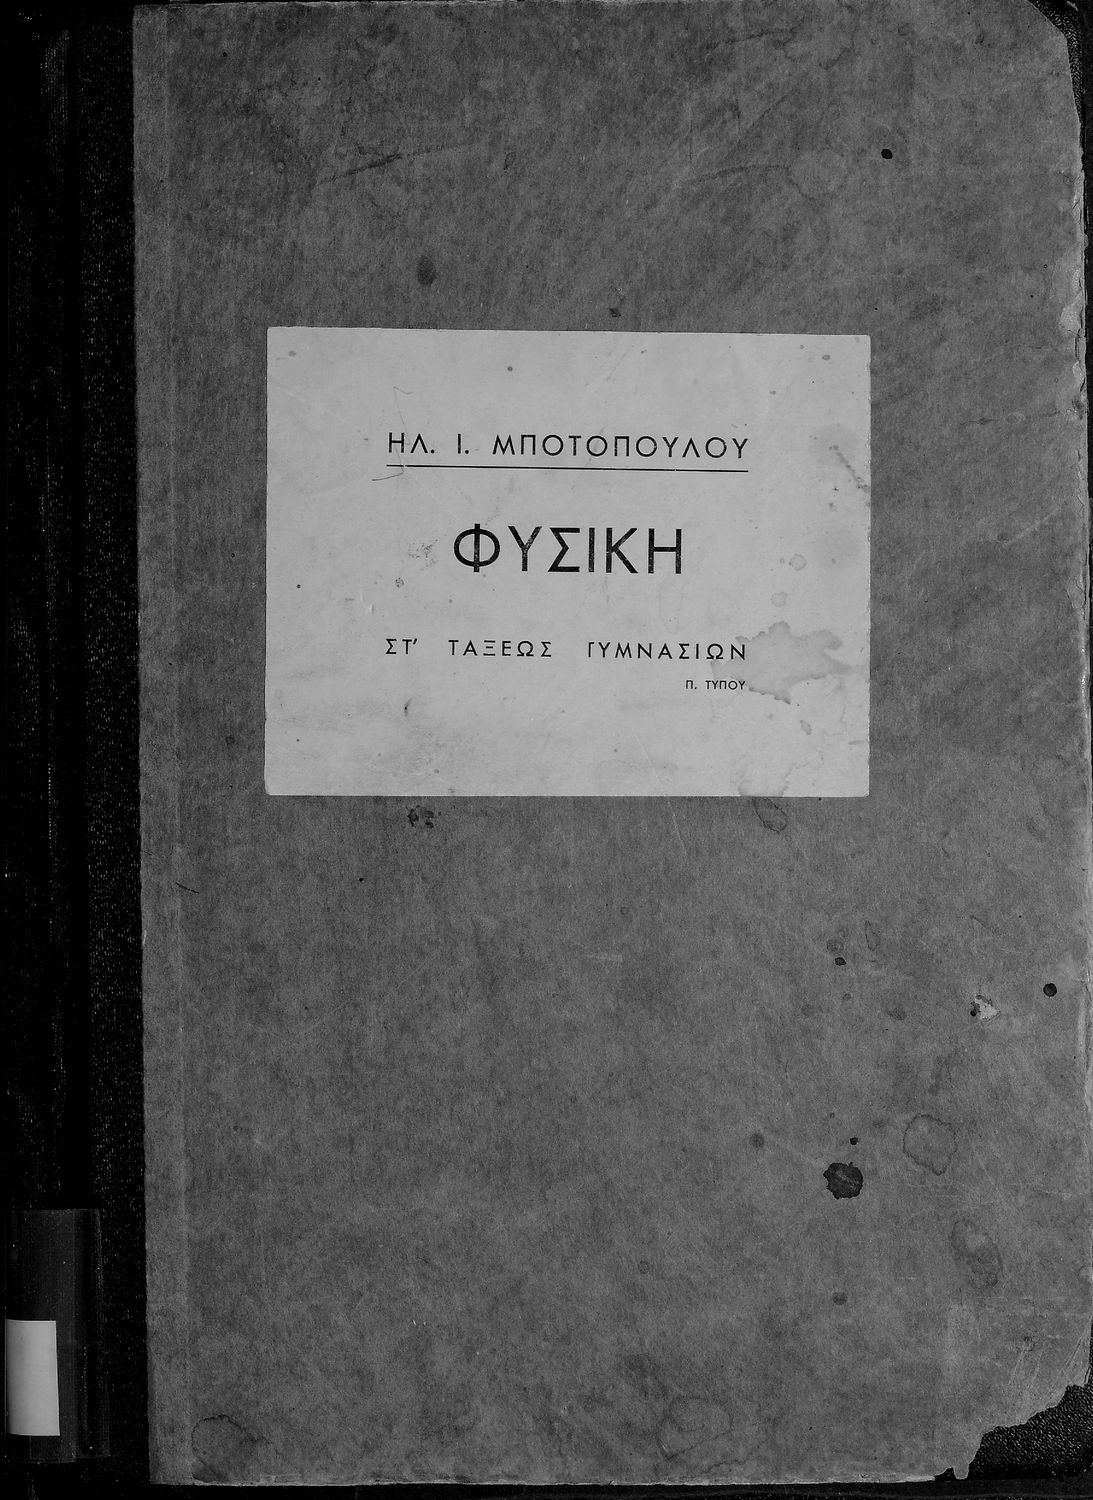 ΗΛ. Ι. ΜΠΟΤΟΠΟΥΛΟΥ
ΦΥΣΙΚΗ
ΣΤ' ΤΑΞΕΩΣ ΓΥΜΝΑΣΙΩΝ
Π. ΤΥΠΟΥ